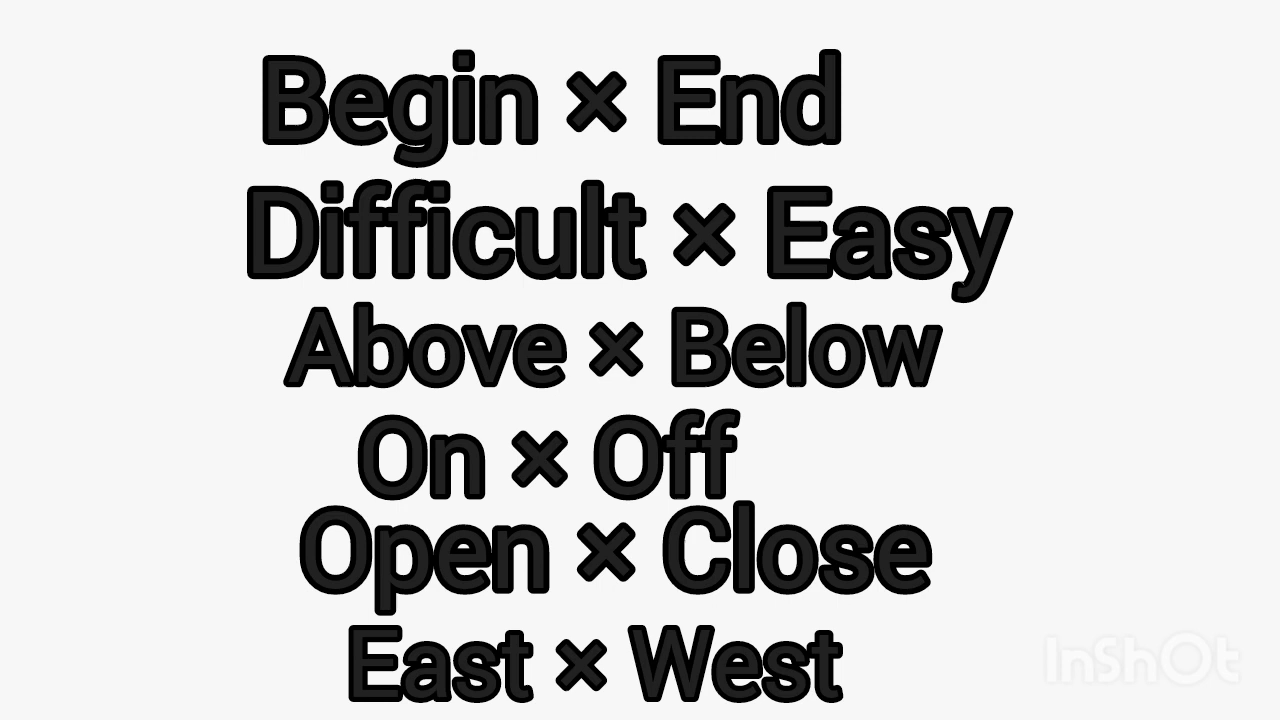 Begin × End
Difficult × Easy
Above × Below
On × Off
Open × Close
East × West
InShOt